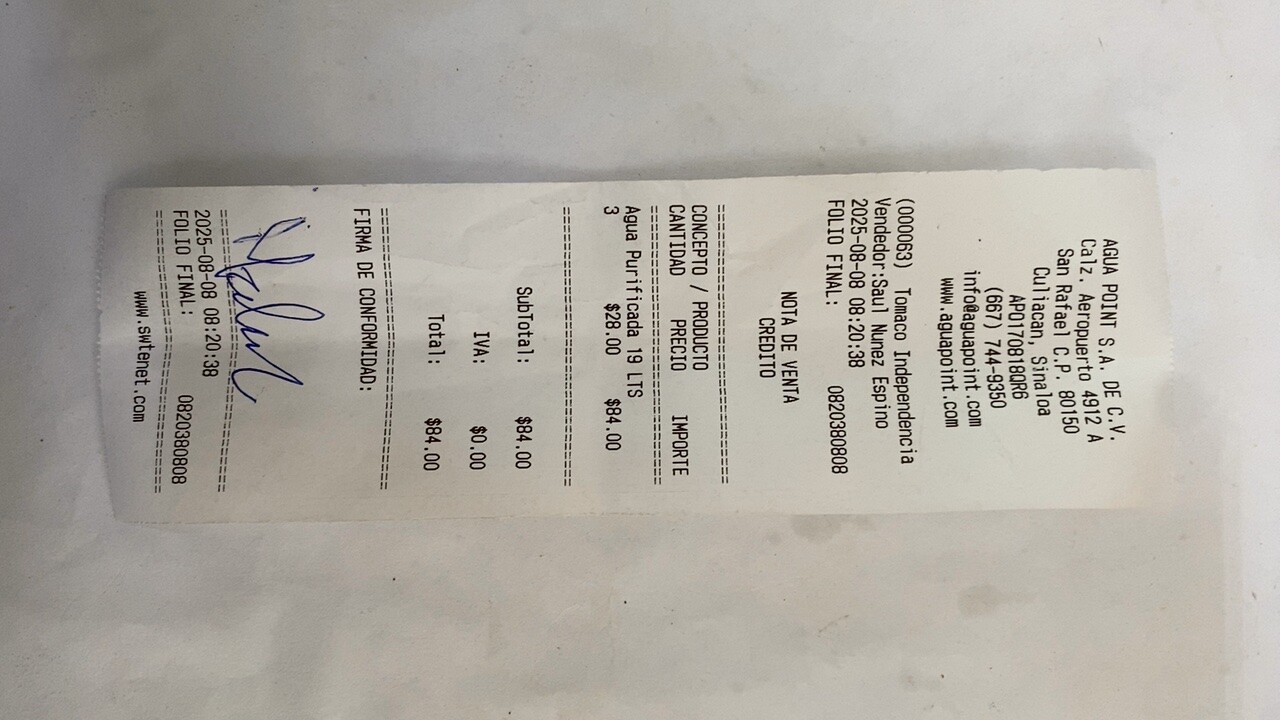 AGUA POINT S.A. DE C.V.
Calz. Aeropuerto 4912 A
San Rafael C.P. 80150
Culiacan, Sinaloa
APO170818QR6
(667) 744-9350
info@aguapoint.com
www.aguapoint.com
(000063) Tomaco Independencia
Vendedor:Saul Nunez Espino
2025-08-08 08:20:38
FOLIO FINAL: 0820380808
NOTA DE VENTA
CREDITO
CONCEPTO / PRODUCTO
CANTIDAD PRECIO IMPORTE
Agua Purificada 19 LTS
3 $28.00 $84.00
SubTotal: $84.00
IVA: $0.00
Total: $84.00
FIRMA DE CONFORMIDAD:
2025-08-08 08:20:38
FOLIO FINAL: 0820380808
www.swtenet.com